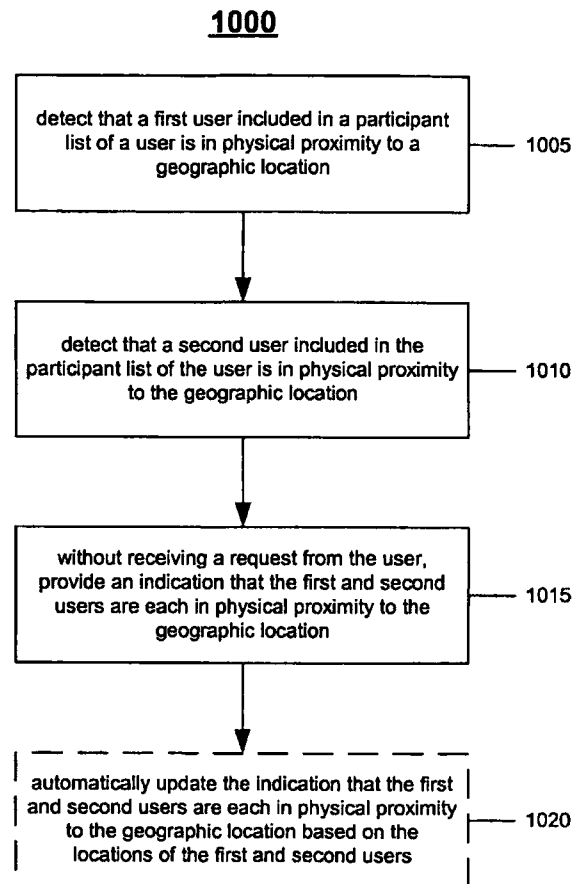 1000
detect that a first user included in a participant
list of a user is in physical proximity to a
geographic location
1005
detect that a second user included in the
participant list of the user is in physical proximity
to the geographic location
1010
without receiving a request from the user,
provide an indication that the first and second
users are each in physical proximity to the
geographic location
1015
automatically update the indication that the first
and second users are each in physical proximity
to the geographic location based on the
locations of the first and second users
1020